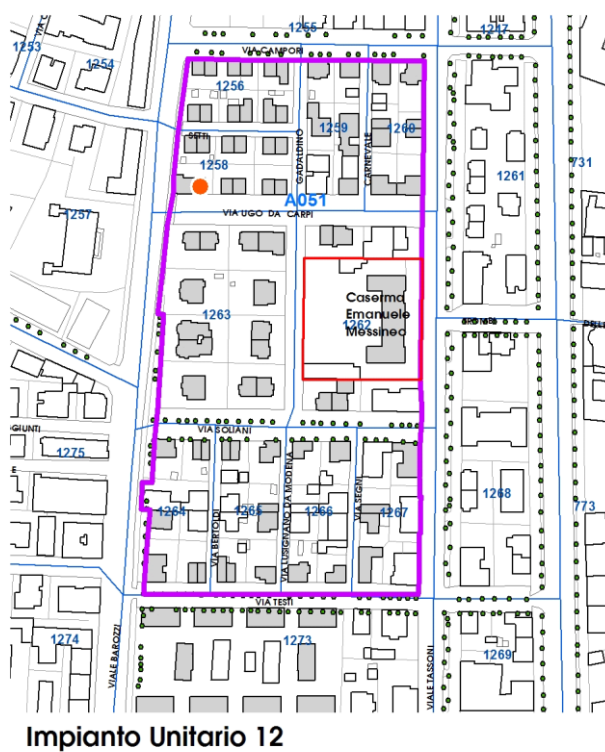 1255
1217
1253
VIA CAMPORI
1254
1256
1259
1260
SETTI
GADALDINO
CARNEVALE
731
1258
1261
A051
1257
VIA UGO DA CARPI
Caserma
Emanuele
1263
1262
Messineo
VIA SOLIANI
GIUNTI
1275
E
1268
773
1264
1265
1266
1267
VIA BERTOLDI
VIA LUSIGNANO DA MODENA
VIA SEGNI
VIA TESTI
1274
1273
1269
VIALE BAROZZI
VIALE TASSONI
Impianto Unitario 12